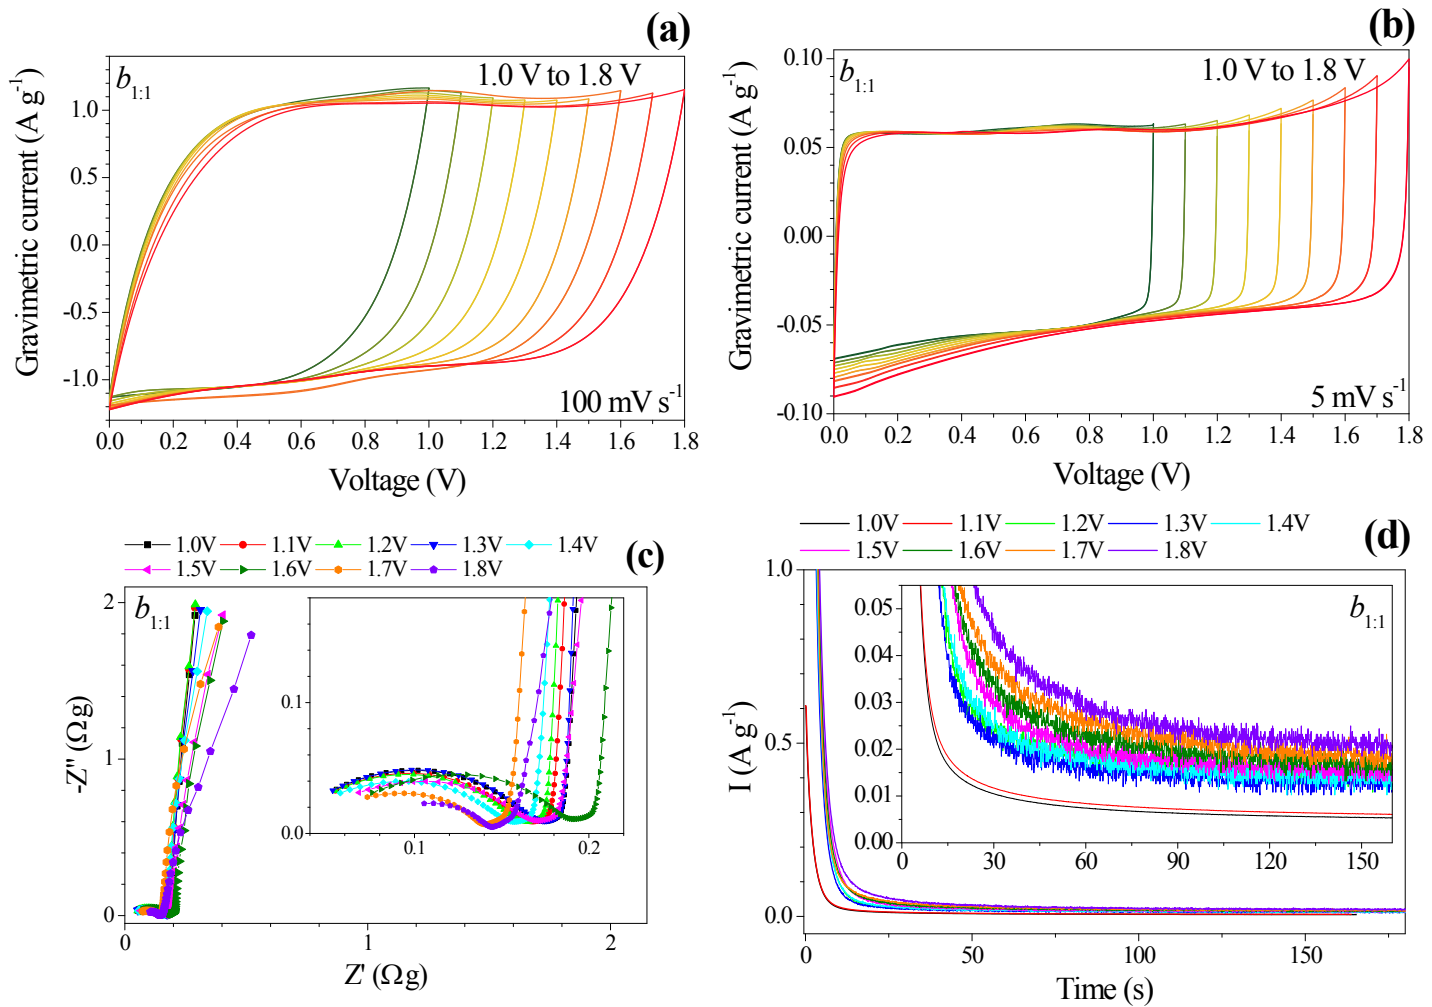 (a)
b1:1
1.0 V to 1.8 V
1.0
0.5
0.0
-0.5
-1.0
100 mV s-1
0.0 0.2 0.4 0.6 0.8 1.0 1.2 1.4 1.6 1.8
Voltage (V)
Gravimetric current (A g-1)
(b)
b1:1
1.0 V to 1.8 V
0.10
0.05
0.00
-0.05
-0.10
5 mV s-1
0.0 0.2 0.4 0.6 0.8 1.0 1.2 1.4 1.6 1.8
Voltage (V)
Gravimetric current (A g-1)
1.0V 1.1V 1.2V 1.3V 1.4V
1.5V 1.6V 1.7V 1.8V
(c)
b1:1
2
1
0
0.1
0.0
0.1 0.2
0 1 2
Z' (Ωg)
-Z'' (Ωg)
1.0V 1.1V 1.2V 1.3V 1.4V
1.5V 1.6V 1.7V 1.8V
(d)
b1:1
1.0
0.5
0.0
0.05
0.04
0.03
0.02
0.01
0.00
0 30 60 90 120 150
50 100 150
Time (s)
I (A g-1)